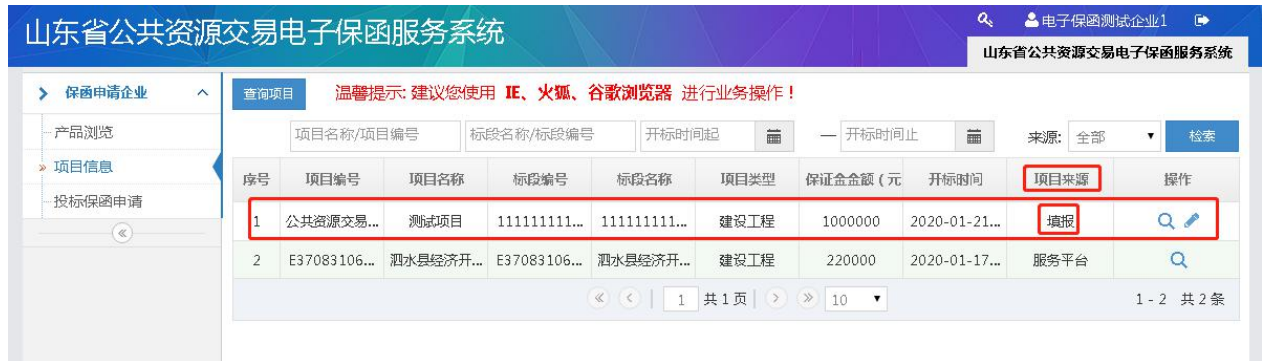 山东省公共资源交易电子保函服务系统
电子保函测试企业1
山东省公共资源交易电子保函服务系统
保函申请企业
产品浏览
项目信息
投标保函申请
查询项目 温馨提示: 建议您使用 IE、火狐、谷歌浏览器 进行业务操作！
项目名称/项目编号 标段名称/标段编号 开标时间起 — 开标时间止 来源: 全部 检索
序号 项目编号 项目名称 标段编号 标段名称 项目类型 保证金金额 (元 开标时间 项目来源 操作
1 公共资源交易... 测试项目 111111111... 111111111... 建设工程 1000000 2020-01-21... 填报
2 E37083106... 泗水县经济开... E37083106... 泗水县经济开... 建设工程 220000 2020-01-17... 服务平台
1 共1页 10 1 - 2 共2条